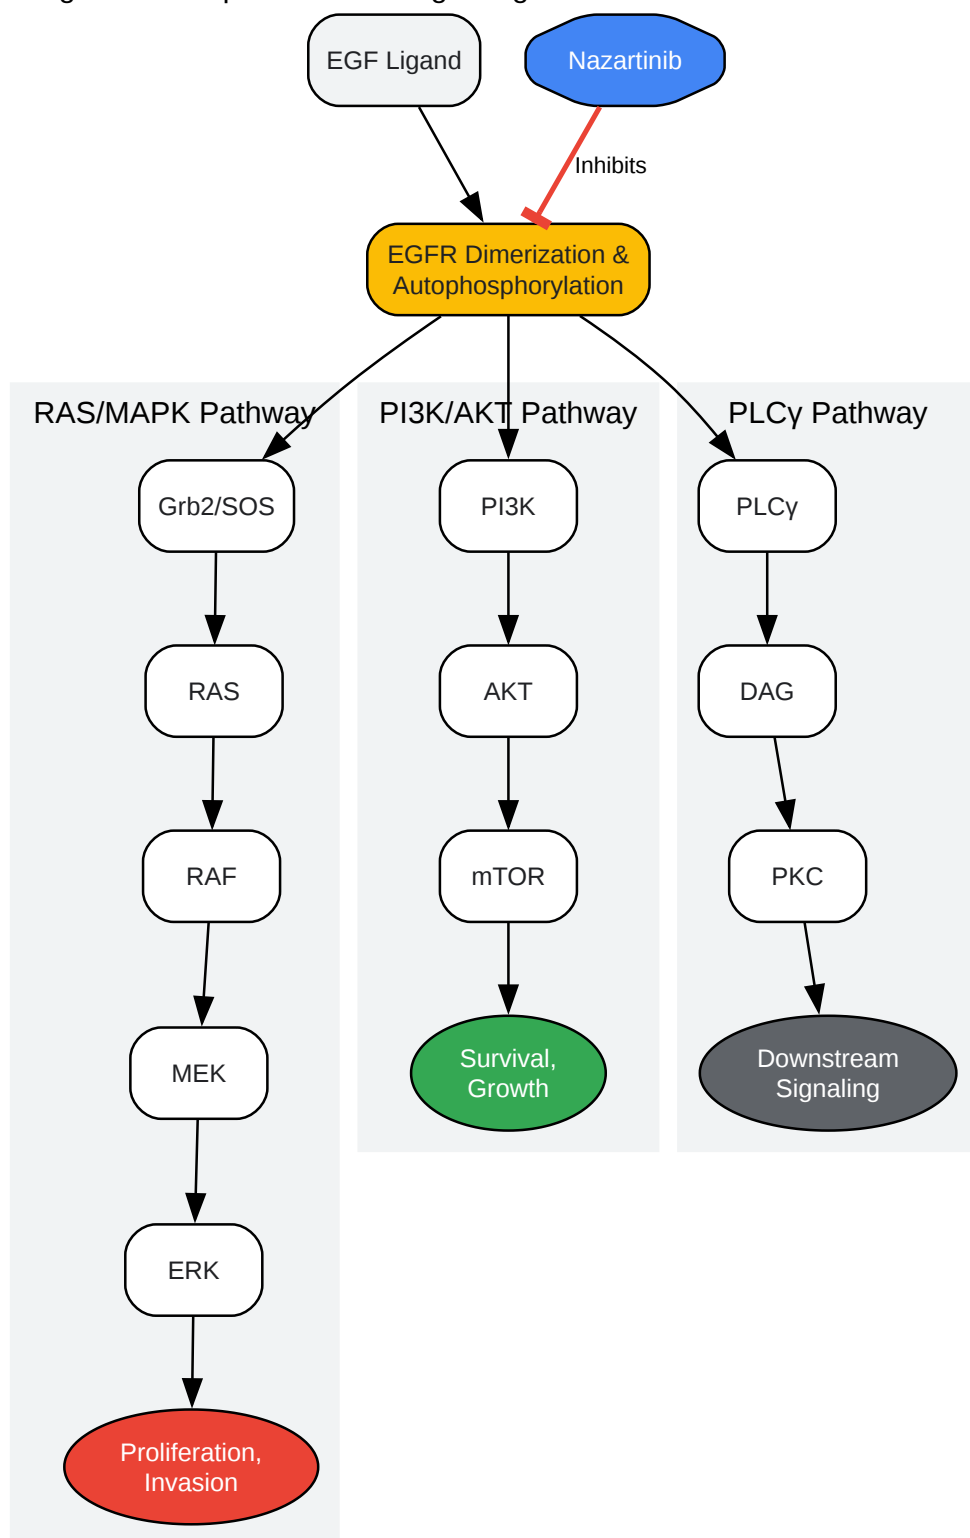 EGF Ligand
Nazartinib
Inhibits
EGFR Dimerization &
Autophosphorylation
RAS/MAPK Pathway
PI3K/AKT Pathway
PLCγ Pathway
Grb2/SOS
PI3K
PLCγ
RAS
AKT
DAG
RAF
mTOR
PKC
MEK
Survival,
Growth
Downstream
Signaling
ERK
Proliferation,
Invasion